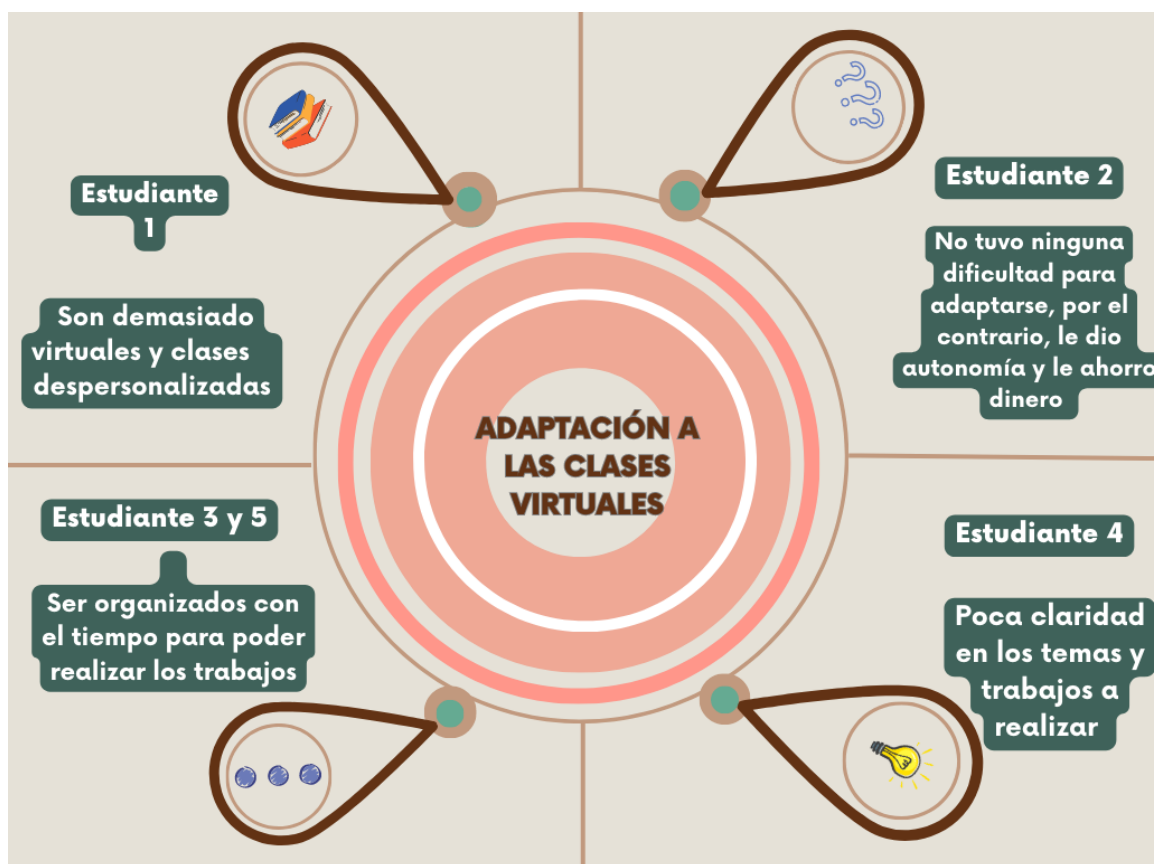 Estudiante
1
Son demasiado
virtuales y clases
despersonalizadas
Estudiante 2
No tuvo ninguna
dificultad para
adaptarse, por el
contrario, le dio
autonomía y le ahorro
dinero
ADAPTACIÓN A
LAS CLASES
VIRTUALES
Estudiante 3 y 5
Ser organizados con
el tiempo para poder
realizar los trabajos
Estudiante 4
Poca claridad
en los temas y
trabajos a
realizar